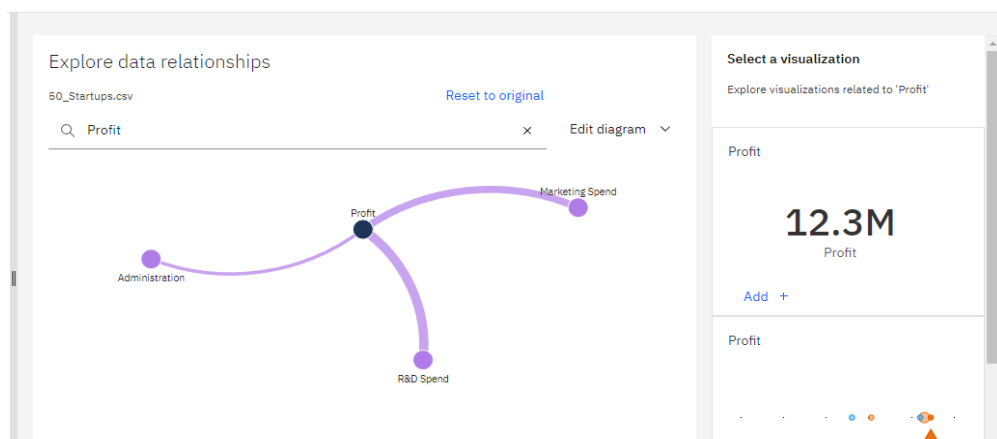 Explore data relationships
50_Startups.csv
Reset to original
Profit
Edit diagram
Marketing Spend
Profit
Administration
R&D Spend
Select a visualization
Explore visualizations related to 'Profit'
Profit
12.3M
Profit
Add +
Profit